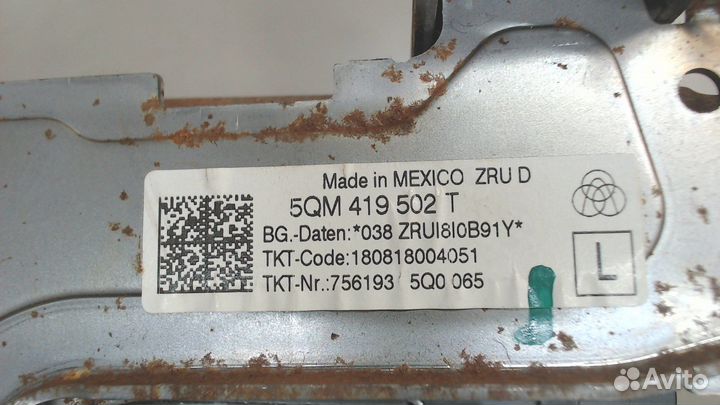 Made in MEXICO ZRU D
5QM 419 502 T
BG.-Daten:*038 ZRUI8I0B91Y*
TKT-Code:180818004051
TKT-Nr.:756193 5Q0 065
L
Avito